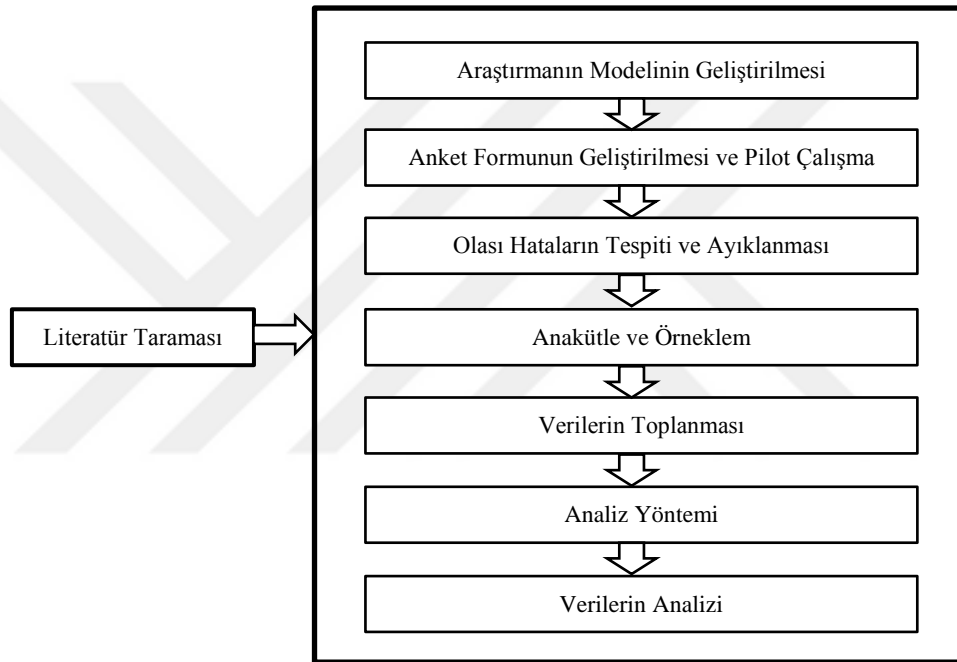 Literatür Taraması
Araştırmanın Modelinin Geliştirilmesi
Anket Formunun Geliştirilmesi ve Pilot Çalışma
Olası Hataların Tespiti ve Ayıklanması
Anakütle ve Örneklem
Verilerin Toplanması
Analiz Yöntemi
Verilerin Analizi